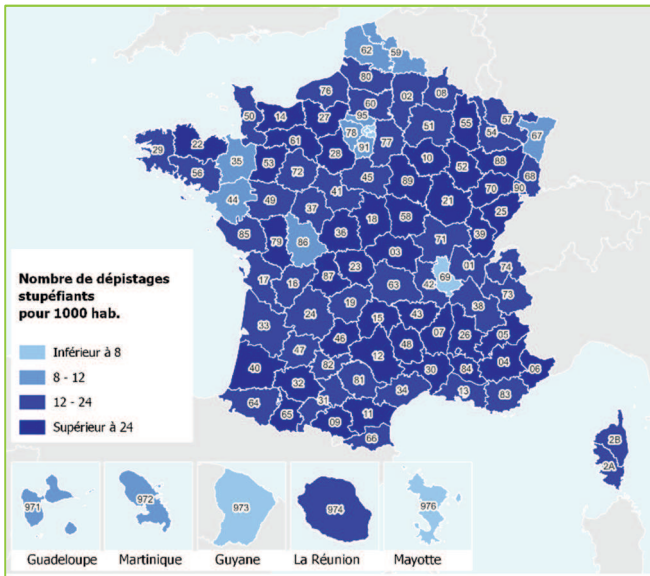 62 59
80
76 02 08
60
50 14 27 95 57
78 51 55 54 67
61 91 77
29 22 35 53 28 10 88 68
56 72 52
45 89 70 90
41
44 49 37 21 25
18 58
85 79 86 36 71 39
03
23 69 01 74
17 16 87 63 42
73
19 38
24
33 15 43
46 07 26 05
47 48
40 82 12 04
32 81 30 84 06
31 34 13 83
64 65 11
09
66
2B
2A
Nombre de dépistages
stupéfiants
pour 1000 hab.
Inférieur à 8
8 - 12
12 - 24
Supérieur à 24
971 972 973 974 976
Guadeloupe Martinique Guyane La Réunion Mayotte